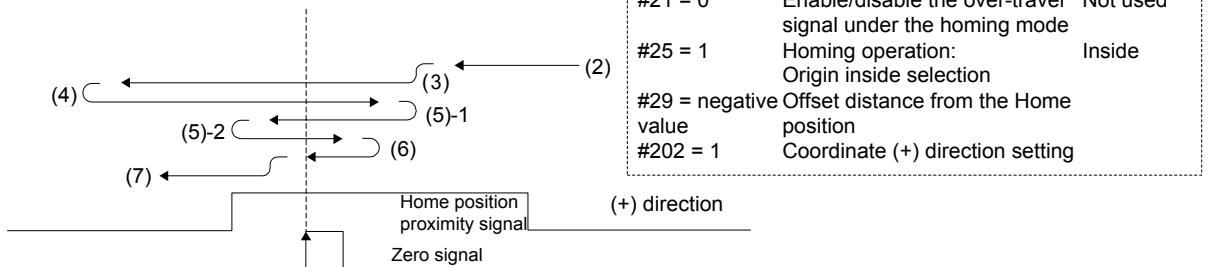 #21 = 0 Enable/disable the over-travel Not used
signal under the homing mode
#25 = 1 Homing operation: Inside
Origin inside selection
#29 = negative Offset distance from the Home
value position
#202 = 1 Coordinate (+) direction setting
(2)
(3)
(4)
(5)-1
(5)-2
(6)
(7)
Home position
proximity signal
(+) direction
Zero signal